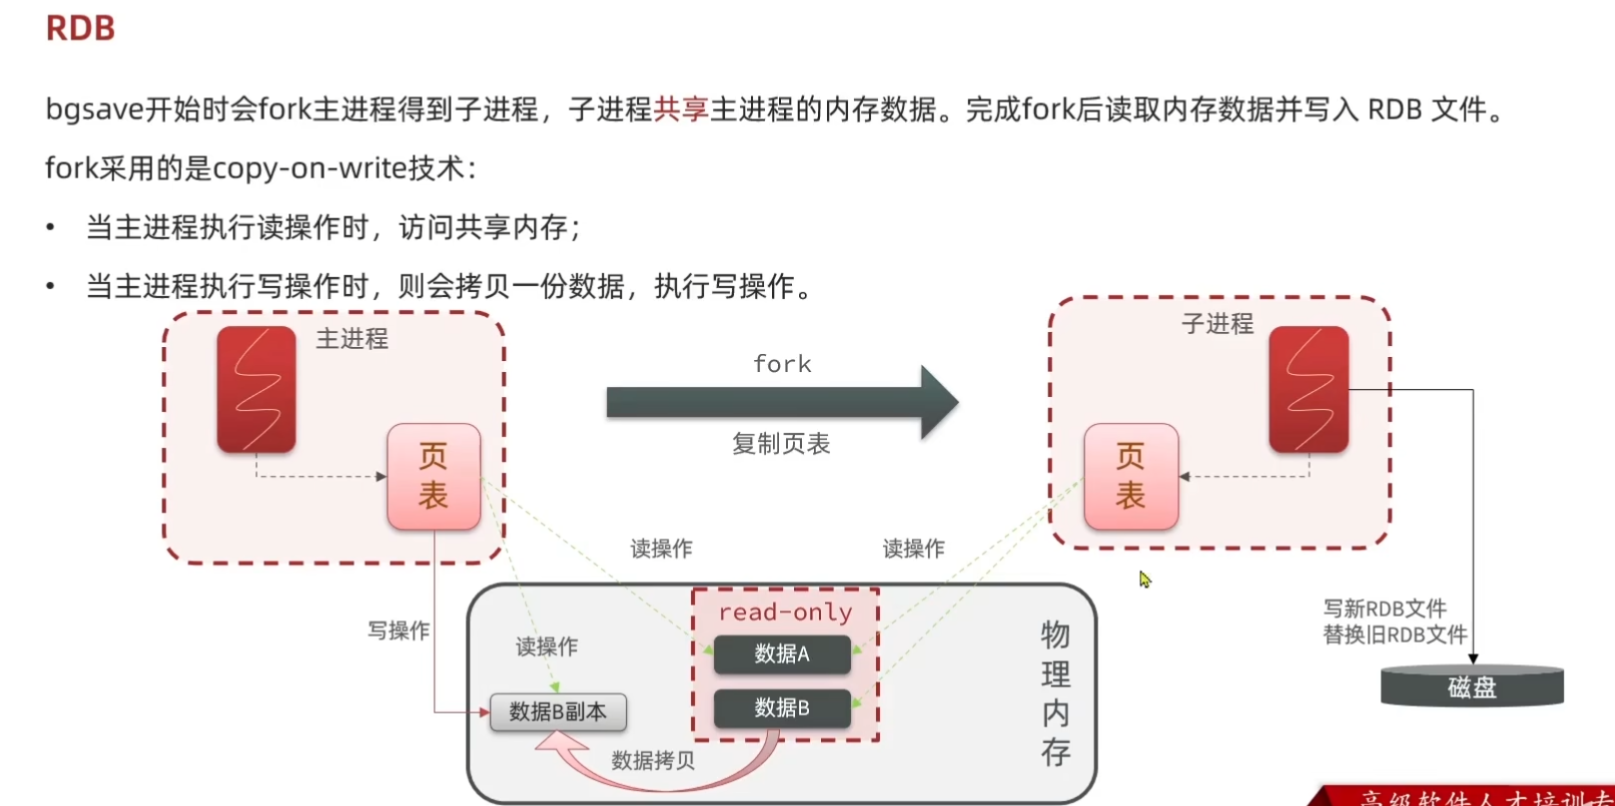 RDB
bgsave开始时会fork主进程得到子进程，子进程共享主进程的内存数据。完成fork后读取内存数据并写入 RDB 文件。
fork采用的是copy-on-write技术：
• 当主进程执行读操作时，访问共享内存；
• 当主进程执行写操作时，则会拷贝一份数据，执行写操作。
主进程
页表
fork
复制页表
子进程
页表
读操作
读操作
写操作
读操作
read-only
数据A
数据B
数据B副本
数据拷贝
物理内存
写新RDB文件
替换旧RDB文件
磁盘
高级软件人才培训专